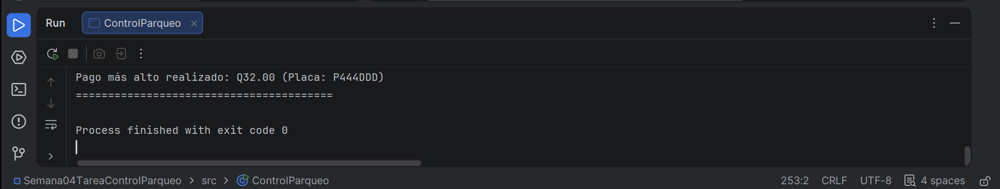 Run ControlParqueo
Pago más alto realizado: Q32.00 (Placa: P444DDD)
========================================
Process finished with exit code 0
Semana04TareaControlParqueo > src > ControlParqueo 253:2 CRLF UTF-8 4 spaces